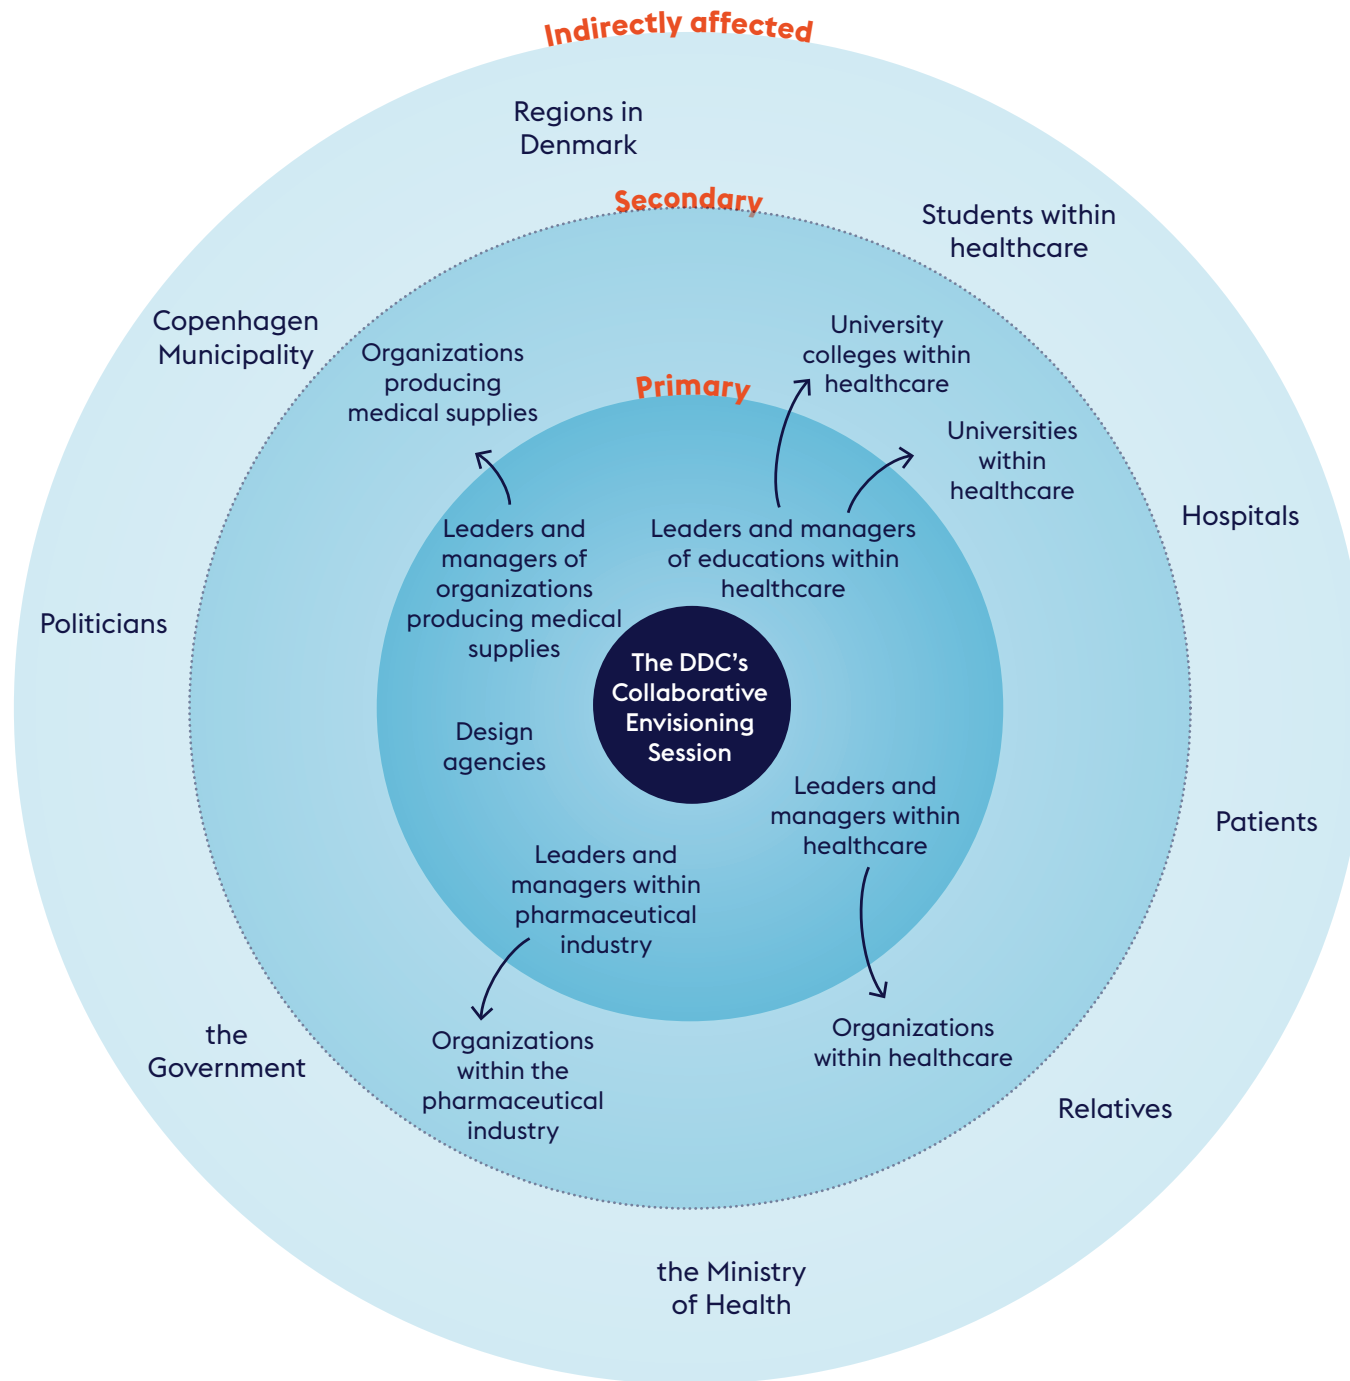 Indirectly affected
Regions in
Denmark
Secondary
Students within
healthcare
Copenhagen
Municipality
Organizations
producing
medical supplies
University
colleges within
healthcare
Primary
Universities
within
healthcare
Hospitals
Leaders and
managers of
organizations
producing medical
supplies
Leaders and managers
of educations within
healthcare
Politicians
The DDC’s
Collaborative
Envisioning
Session
Design
agencies
Leaders and
managers within
healthcare
Patients
Leaders and
managers within
pharmaceutical
industry
the
Government
Organizations
within the
pharmaceutical
industry
Organizations
within healthcare
Relatives
the Ministry
of Health